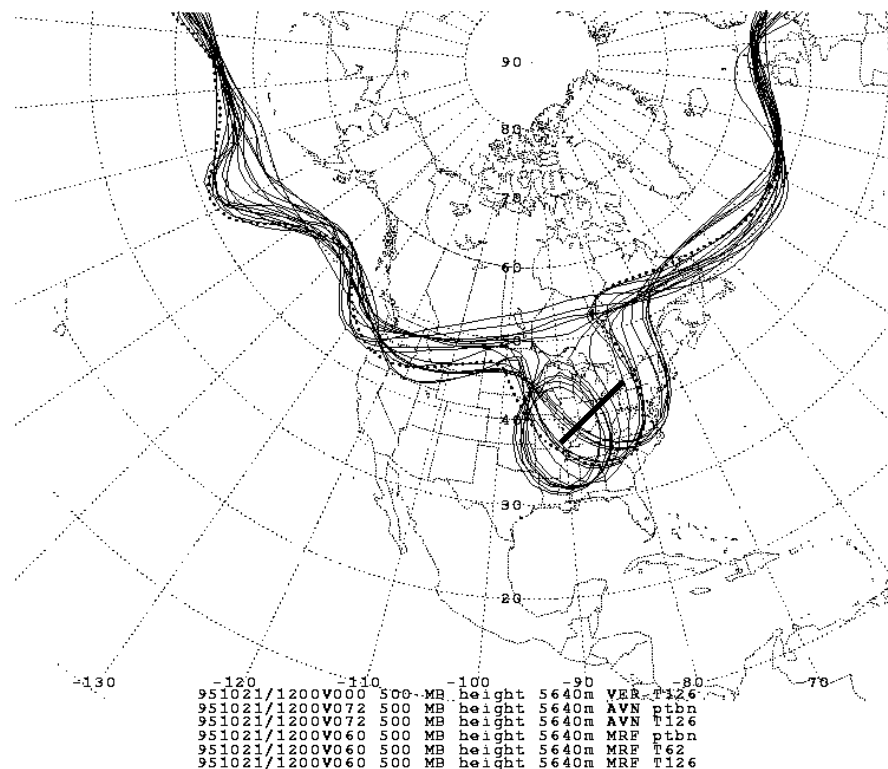 90
80
70
60
30
20
-130 -120 -110 -100 -90 -80 70
951021/1200V000 500 MB height 5640m VER T126
951021/1200V072 500 MB height 5640m AVN ptbn
951021/1200V072 500 MB height 5640m AVN T126
951021/1200V060 500 MB height 5640m MRF ptbn
951021/1200V060 500 MB height 5640m MRF T62
951021/1200V060 500 MB height 5640m MRF T126